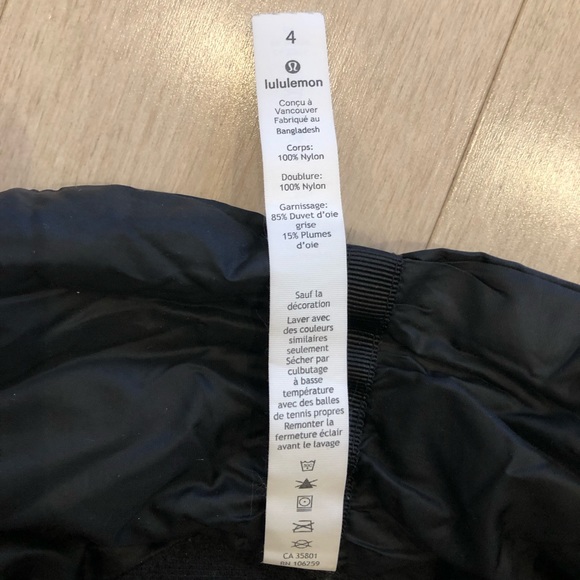 4
lululemon
Conçu à
Vancouver
Fabriqué au
Bangladesh
Corps:
100% Nylon
Doublure:
100% Nylon
Garnissage:
85% Duvet d'oie
grise
15% Plumes
d'oie
Sauf la
décoration
Laver avec
des couleurs
similaires
seulement
Sécher par
culbutage
à basse
température
avec des balles
de tennis propres
Remonter la
fermeture éclair
avant le lavage
CA 35801
RN 106259